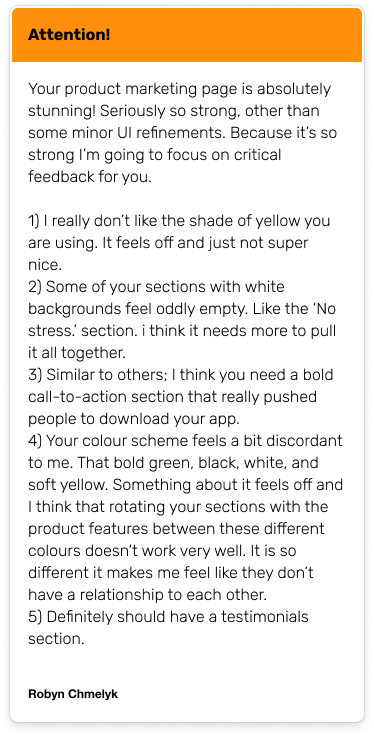 Attention!
Your product marketing page is absolutely
stunning! Seriously so strong, other than
some minor UI refinements. Because it's so
strong I'm going to focus on critical
feedback for you.
1) I really don't like the shade of yellow you
are using. It feels off and just not super
nice.
2) Some of your sections with white
backgrounds feel oddly empty. Like the 'No
stress.' section. i think it needs more to pull
it all together.
3) Similar to others; I think you need a bold
call-to-action section that really pushed
people to download your app.
4) Your colour scheme feels a bit discordant
to me. That bold green, black, white, and
soft yellow. Something about it feels off and
I think that rotating your sections with the
product features between these different
colours doesn't work very well. It is so
different it makes me feel like they don't
have a relationship to each other.
5) Definitely should have a testimonials
section.
Robyn Chmelyk